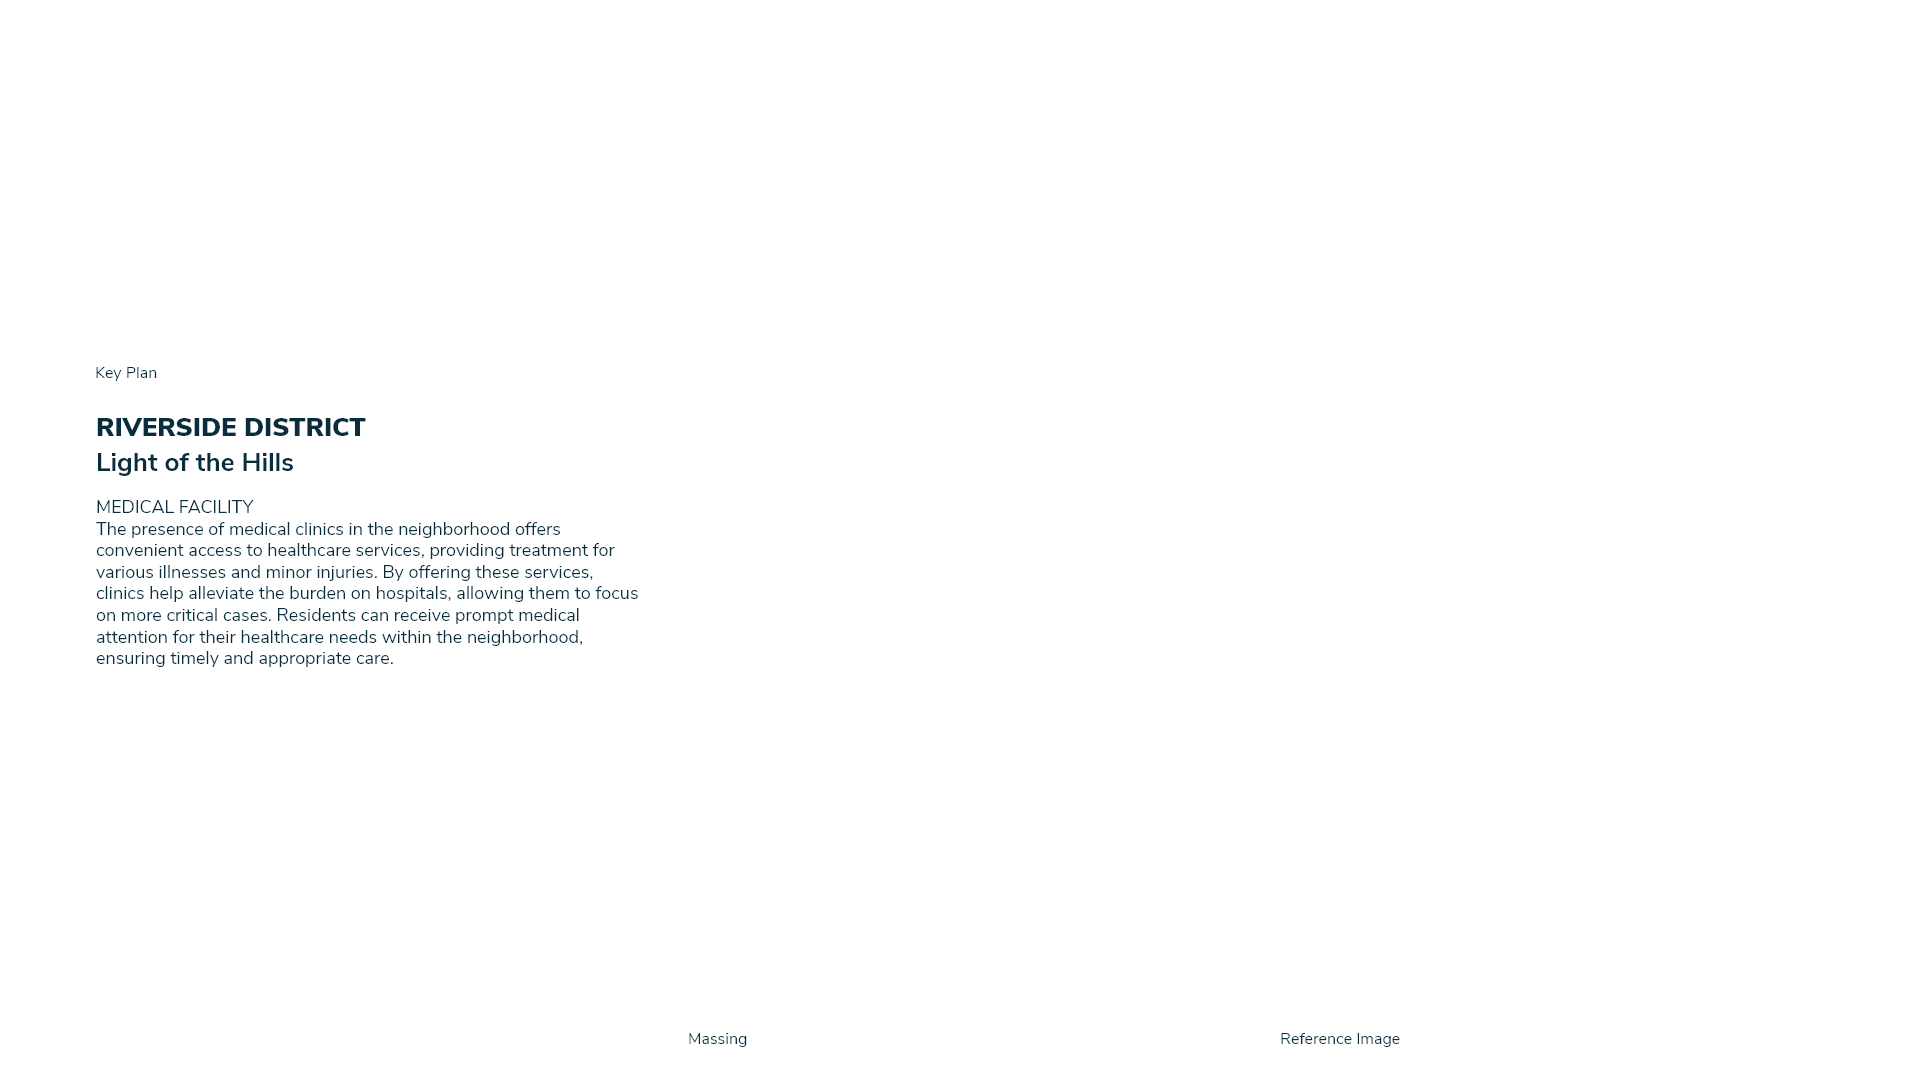 Key Plan
RIVERSIDE DISTRICT
Light of the Hills
MEDICAL FACILITY
The presence of medical clinics in the neighborhood offers
convenient access to healthcare services, providing treatment for
various illnesses and minor injuries. By offering these services,
clinics help alleviate the burden on hospitals, allowing them to focus
on more critical cases. Residents can receive prompt medical
attention for their healthcare needs within the neighborhood,
ensuring timely and appropriate care.
Massing
Reference Image